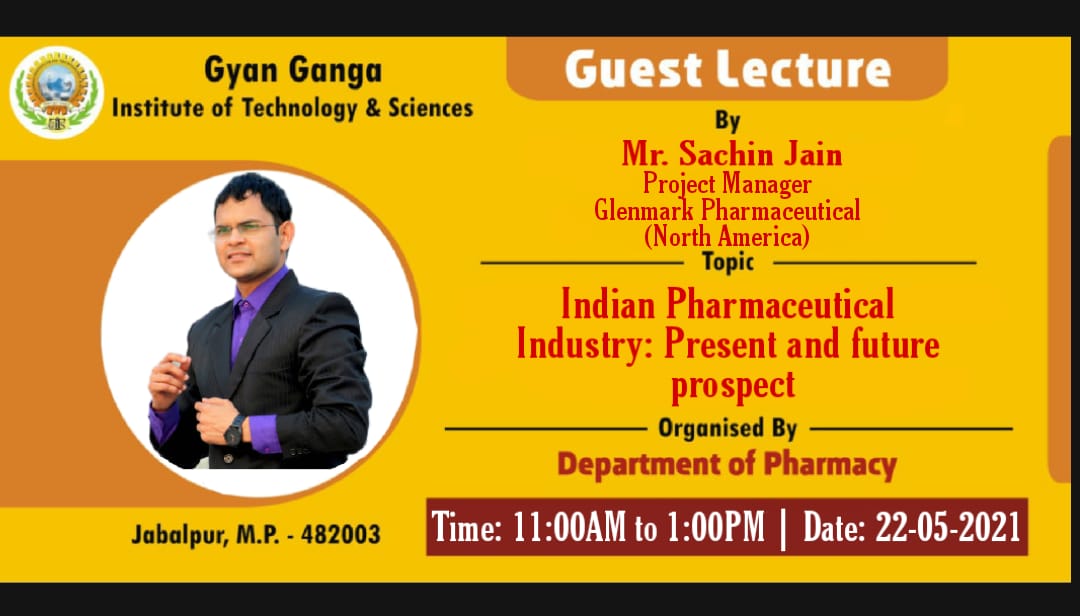 Gyan Ganga
Institute of Technology & Sciences
Guest Lecture
By
Mr. Sachin Jain
Project Manager
Glenmark Pharmaceutical
(North America)
Topic
Indian Pharmaceutical
Industry: Present and future
prospect
Organised By
Department of Pharmacy
Jabalpur, M.P. - 482003
Time: 11:00AM to 1:00PM | Date: 22-05-2021